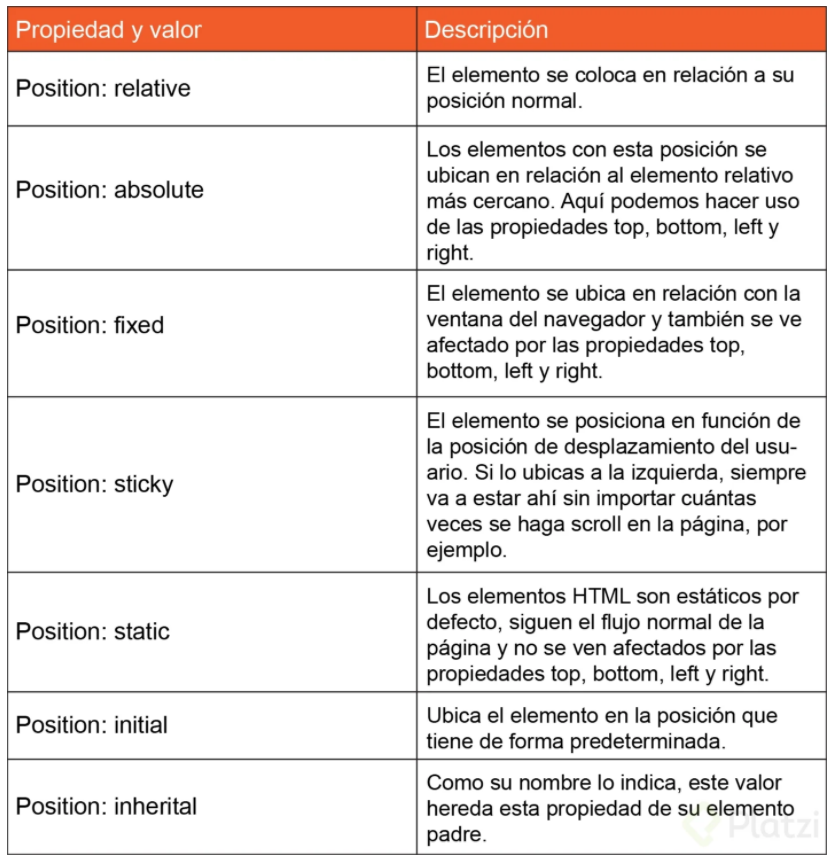 Propiedad y valor
Descripción
Position: relative
El elemento se coloca en relación a su
posición normal.
Position: absolute
Los elementos con esta posición se
ubican en relación al elemento relativo
más cercano. Aquí podemos hacer uso
de las propiedades top, bottom, left y
right.
Position: fixed
El elemento se ubica en relación con la
ventana del navegador y también se ve
afectado por las propiedades top,
bottom, left y right.
Position: sticky
El elemento se posiciona en función de
la posición de desplazamiento del usu-
ario. Si lo ubicas a la izquierda, siempre
va a estar ahí sin importar cuántas
veces se haga scroll en la página, por
ejemplo.
Position: static
Los elementos HTML son estáticos por
defecto, siguen el flujo normal de la
página y no se ven afectados por las
propiedades top, bottom, left y right.
Position: initial
Ubica el elemento en la posición que
tiene de forma predeterminada.
Position: inherital
Como su nombre lo indica, este valor
hereda esta propiedad de su elemento
padre.
Platzi